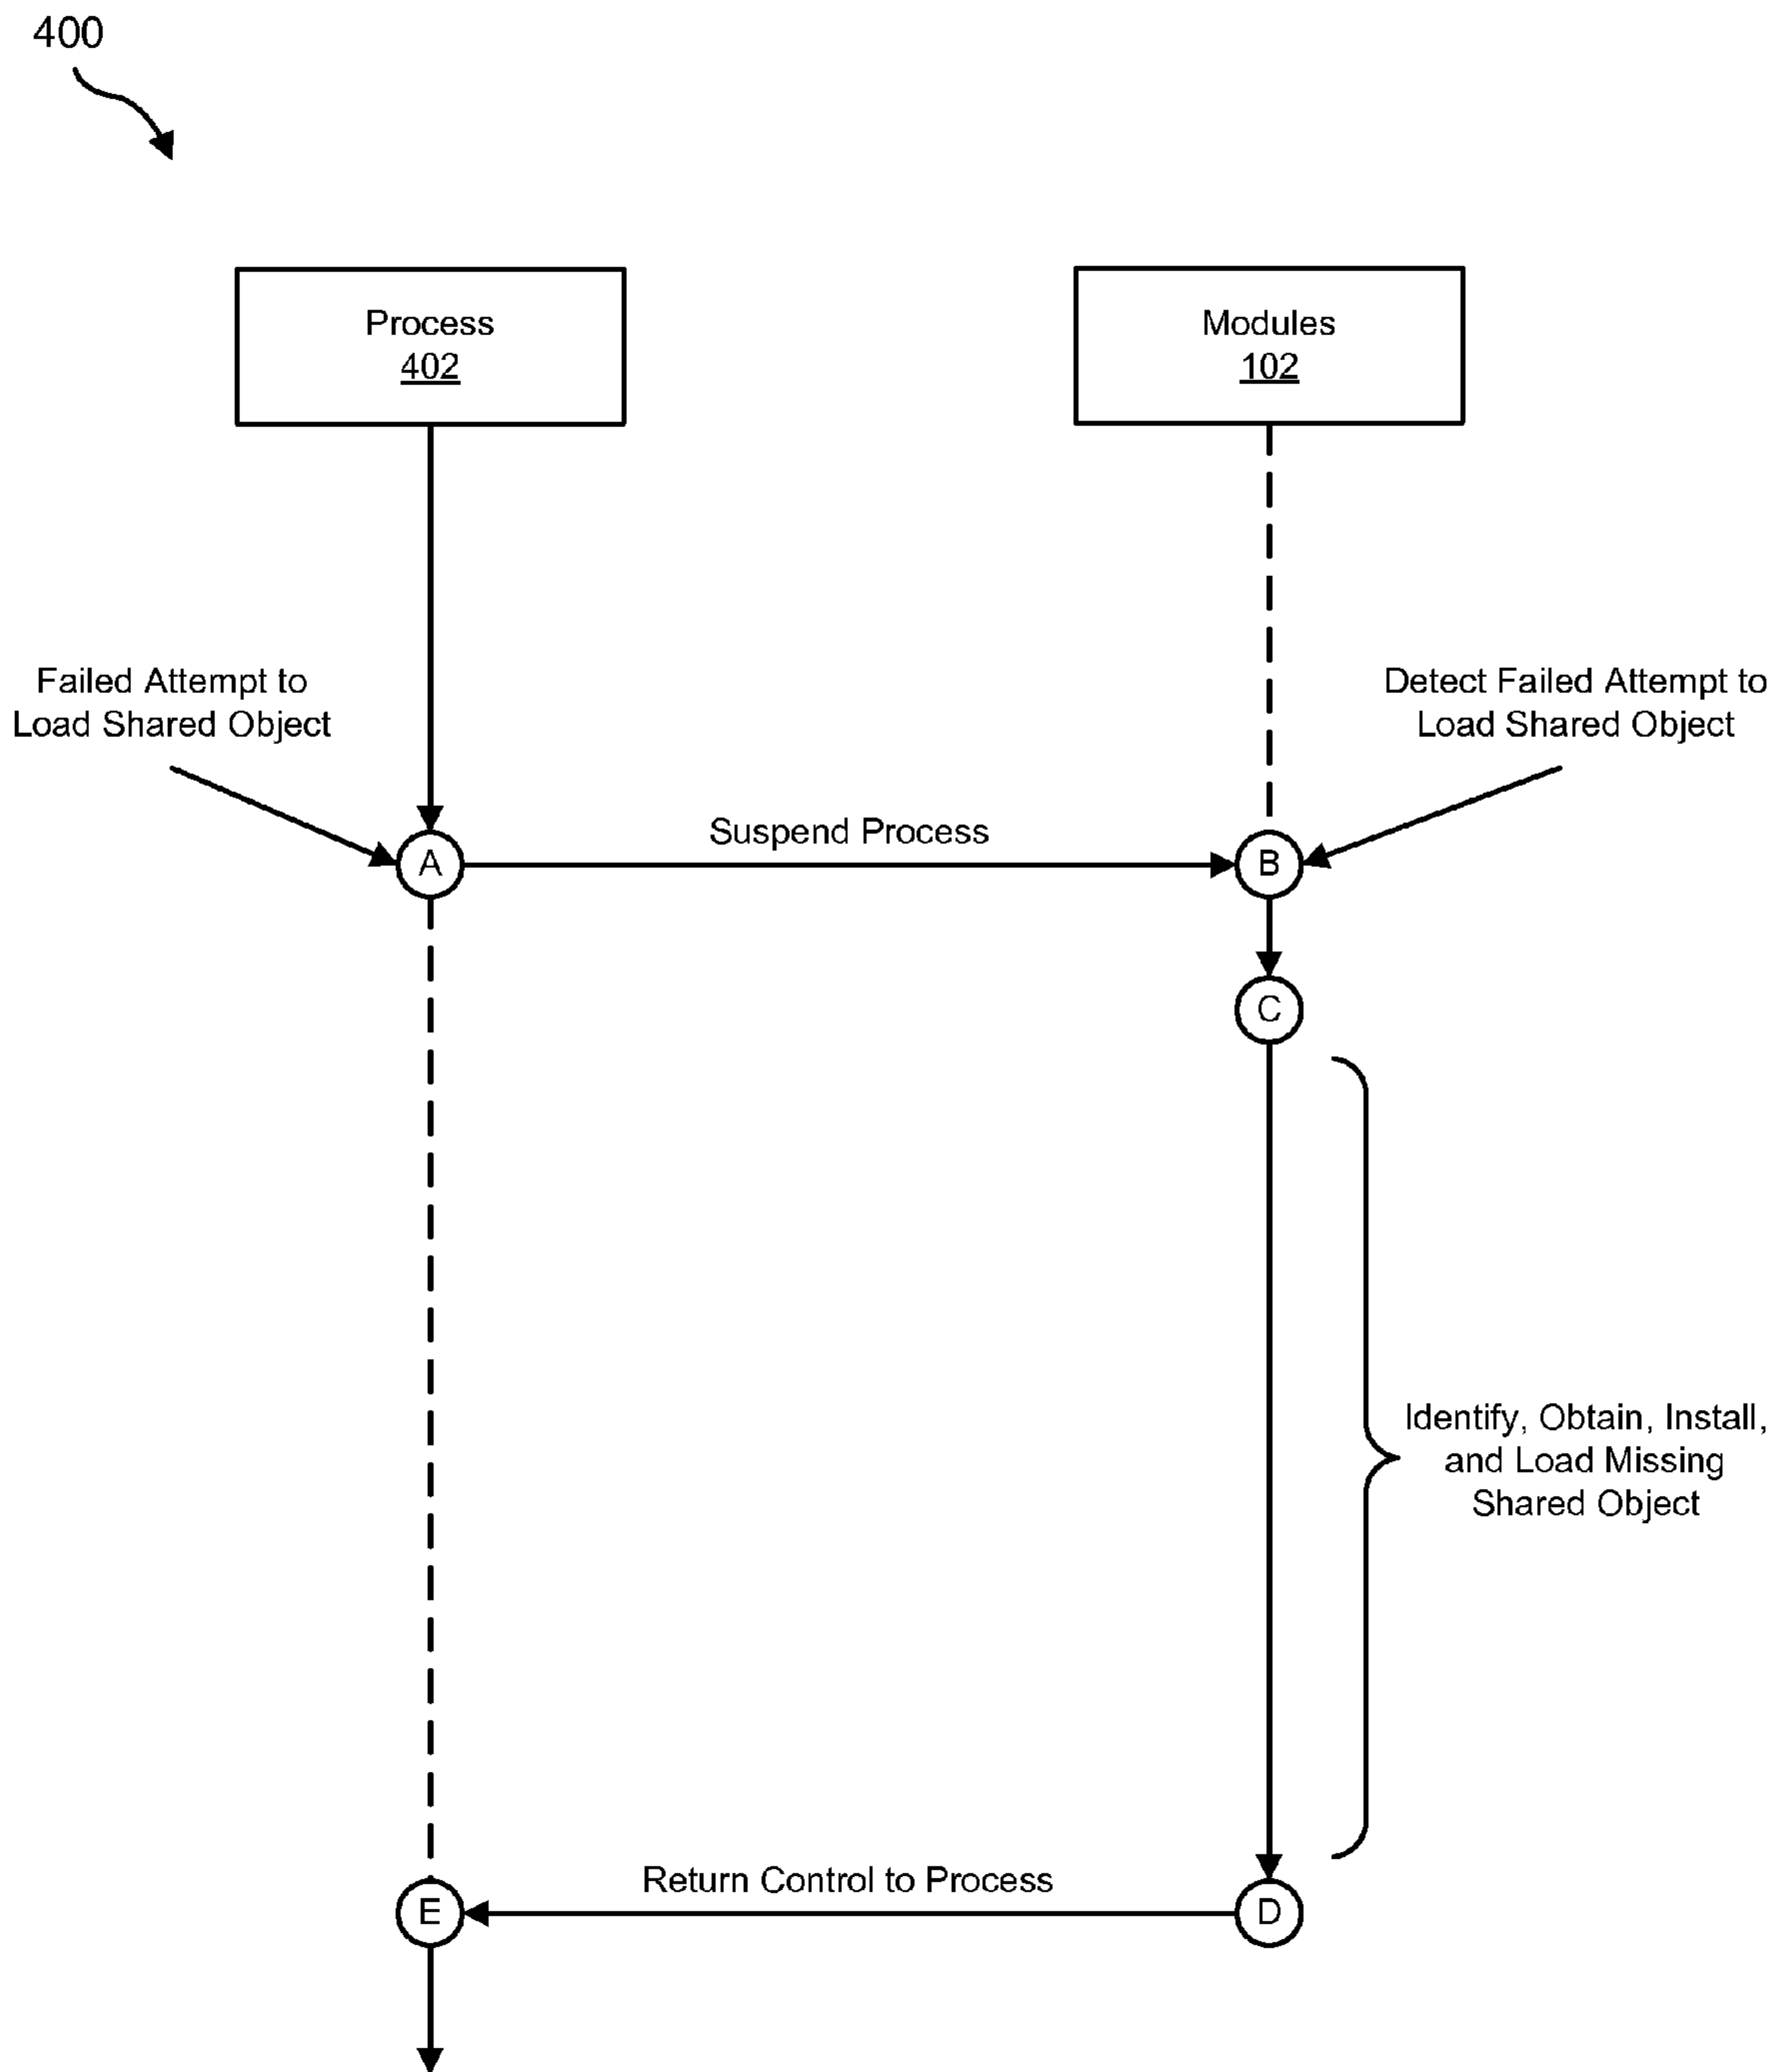 400
Process
402
Modules
102
Failed Attempt to
Load Shared Object
Detect Failed Attempt to
Load Shared Object
Suspend Process
A
B
C
Identify, Obtain, Install,
and Load Missing
Shared Object
Return Control to Process
E
D